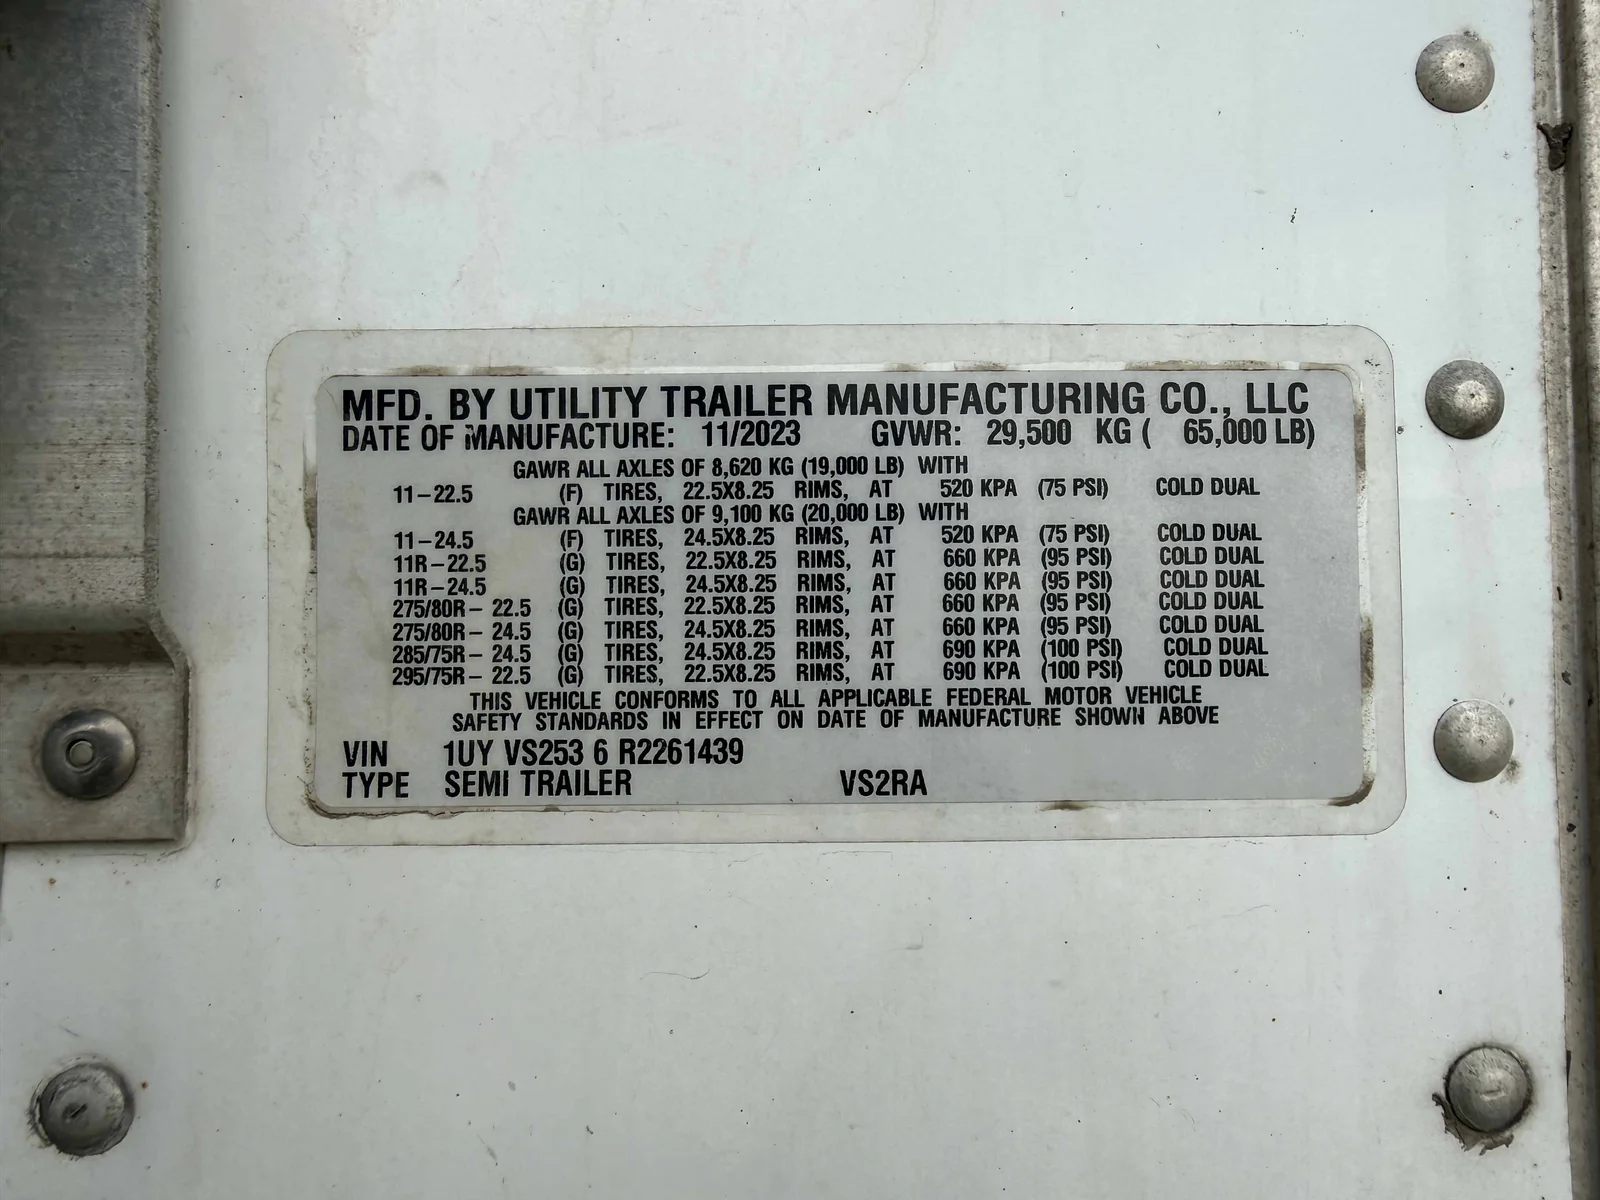 MFD. BY UTILITY TRAILER MANUFACTURING CO., LLC
DATE OF MANUFACTURE: 11/2023 GVWR: 29,500 KG ( 65,000 LB)
GAWR ALL AXLES OF 8,620 KG (19,000 LB) WITH
11-22.5 (F) TIRES, 22.5X8.25 RIMS, AT 520 KPA (75 PSI) COLD DUAL
GAWR ALL AXLES OF 9,100 KG (20,000 LB) WITH
11-24.5 (F) TIRES, 24.5X8.25 RIMS, AT 520 KPA (75 PSI) COLD DUAL
11R-22.5 (G) TIRES, 22.5X8.25 RIMS, AT 660 KPA (95 PSI) COLD DUAL
11R-24.5 (G) TIRES, 24.5X8.25 RIMS, AT 660 KPA (95 PSI) COLD DUAL
275/80R- 22.5 (G) TIRES, 22.5X8.25 RIMS, AT 660 KPA (95 PSI) COLD DUAL
275/80R- 24.5 (G) TIRES, 24.5X8.25 RIMS, AT 660 KPA (95 PSI) COLD DUAL
285/75R- 24.5 (G) TIRES, 24.5X8.25 RIMS, AT 690 KPA (100 PSI) COLD DUAL
295/75R- 22.5 (G) TIRES, 22.5X8.25 RIMS, AT 690 KPA (100 PSI) COLD DUAL
THIS VEHICLE CONFORMS TO ALL APPLICABLE FEDERAL MOTOR VEHICLE
SAFETY STANDARDS IN EFFECT ON DATE OF MANUFACTURE SHOWN ABOVE
VIN 1UY VS253 6 R2261439
TYPE SEMI TRAILER VS2RA